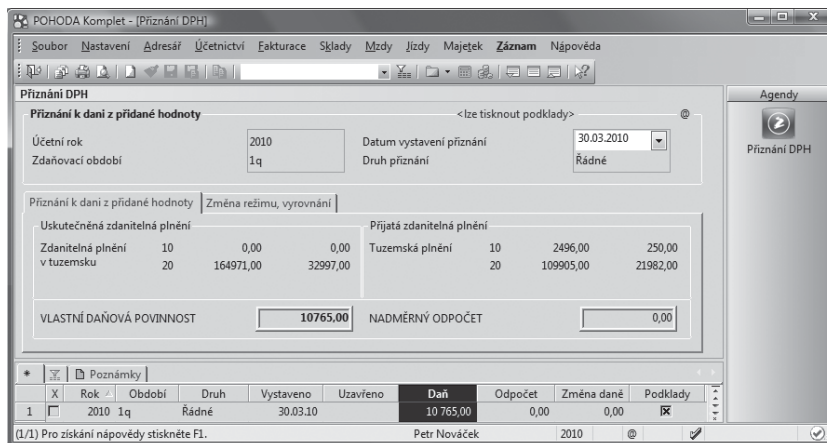 POHODA Komplet - [Přiznání DPH]
Soubor Nastavení Adresář Účetnictví Fakturace Sklady Mzdy Jízdy Majetek Záznam Nápověda
Přiznání DPH
Přiznání k dani z přidané hodnoty <lze tisknout podklady> @
Účetní rok 2010 Datum vystavení přiznání 30.03.2010
Zdaňovací období 1q Druh přiznání Řádné
Agendy
Přiznání DPH
Přiznání k dani z přidané hodnoty Změna režimu, vyrovnání
Uskutečněná zdanitelná plnění Přijatá zdanitelná plnění
Zdanitelná plnění 10 0,00 0,00 Tuzemská plnění 10 2496,00 250,00
v tuzemsku 20 164971,00 32997,00 20 109905,00 21982,00
VLASTNÍ DAŇOVÁ POVINNOST 10765,00 NADMĚRNÝ ODPOČET 0,00
* Poznámky
X Rok Období Druh Vystaveno Uzavřeno Daň Odpočet Změna daně Podklady
1 2010 1q Řádné 30.03.10 10 765,00 0,00 0,00
(1/1) Pro získání nápovědy stiskněte F1. Petr Nováček 2010 @